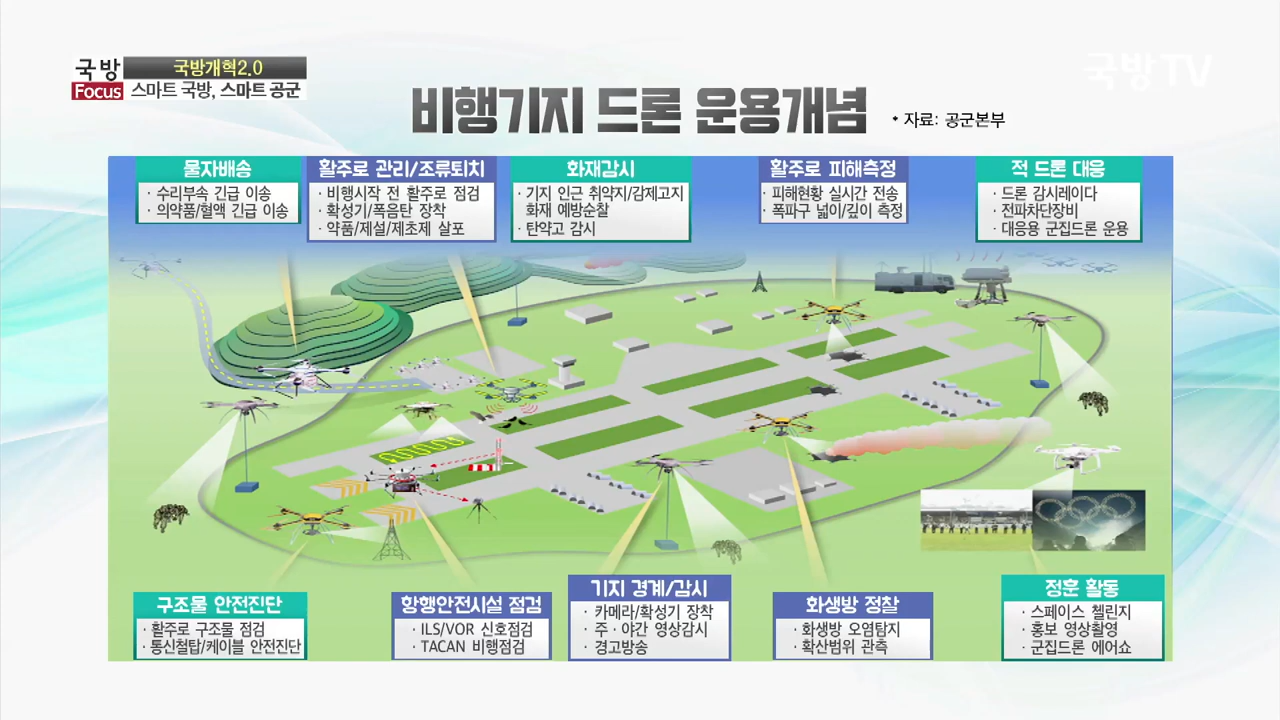 국방
Focus
국방개혁2.0
스마트 국방, 스마트 공군
국방TV
비행기지 드론 운용개념
* 자료: 공군본부
물자배송
· 수리부속 긴급 이송
· 의약품/혈액 긴급 이송
활주로 관리/조류퇴치
· 비행시작 전 활주로 점검
· 확성기/폭음탄 장착
· 약품/제설/제초제 살포
화재감시
· 기지 인근 취약지/감제고지
화재 예방순찰
· 탄약고 감시
활주로 피해측정
· 피해현황 실시간 전송
· 폭파구 넓이/깊이 측정
적 드론 대응
· 드론 감시레이다
· 전파차단장비
· 대응용 군집드론 운용
구조물 안전진단
· 활주로 구조물 점검
· 통신철탑/케이블 안전진단
항행안전시설 점검
· ILS/VOR 신호점검
· TACAN 비행점검
기지 경계/감시
· 카메라/확성기 장착
· 주·야간 영상감시
· 경고방송
화생방 정찰
· 화생방 오염탐지
· 확산범위 관측
정훈 활동
· 스페이스 첼린지
· 홍보 영상촬영
· 군집드론 에어쇼